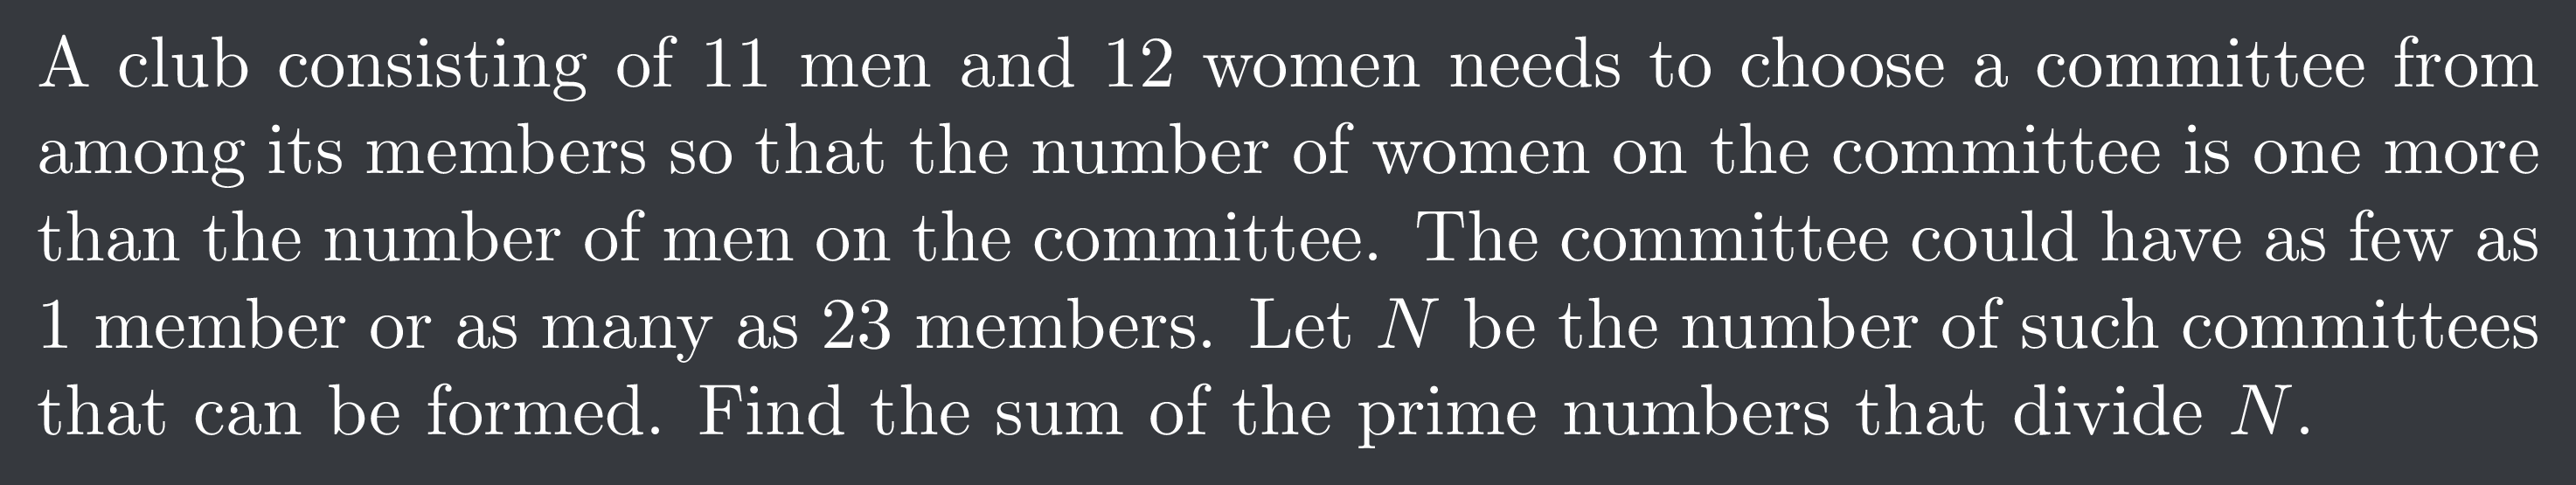 A club consisting of 11 men and 12 women needs to choose a committee from
among its members so that the number of women on the committee is one more
than the number of men on the committee. The committee could have as few as
1 member or as many as 23 members. Let N be the number of such committees
that can be formed. Find the sum of the prime numbers that divide N.